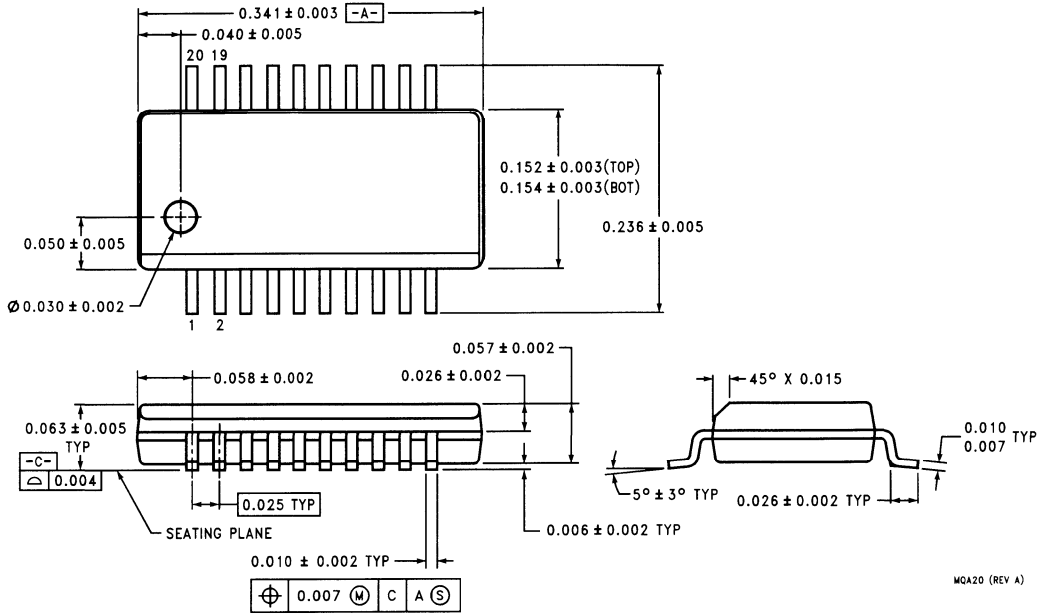 0.341 ± 0.003 -A-
0.040 ± 0.005
20 19
0.152 ± 0.003(TOP)
0.154 ± 0.003(BOT)
0.236 ± 0.005
0.050 ± 0.005
Ø 0.030 ± 0.002
1 2
0.057 ± 0.002
0.058 ± 0.002
0.026 ± 0.002
45° X 0.015
0.063 ± 0.005
TYP
0.010
0.007 TYP
-C-
⌓ 0.004
0.025 TYP
5° ± 3° TYP
0.026 ± 0.002 TYP
SEATING PLANE
0.006 ± 0.002 TYP
0.010 ± 0.002 TYP
⌖ 0.007 Ⓜ C A Ⓢ
MQA20 (REV A)